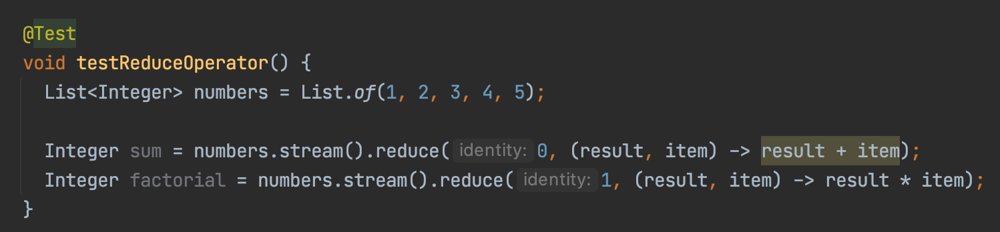 @Test
void testReduceOperator() {
List<Integer> numbers = List.of(1, 2, 3, 4, 5);
Integer sum = numbers.stream().reduce( identity: 0, (result, item) -> result + item);
Integer factorial = numbers.stream().reduce( identity: 1, (result, item) -> result * item);
}